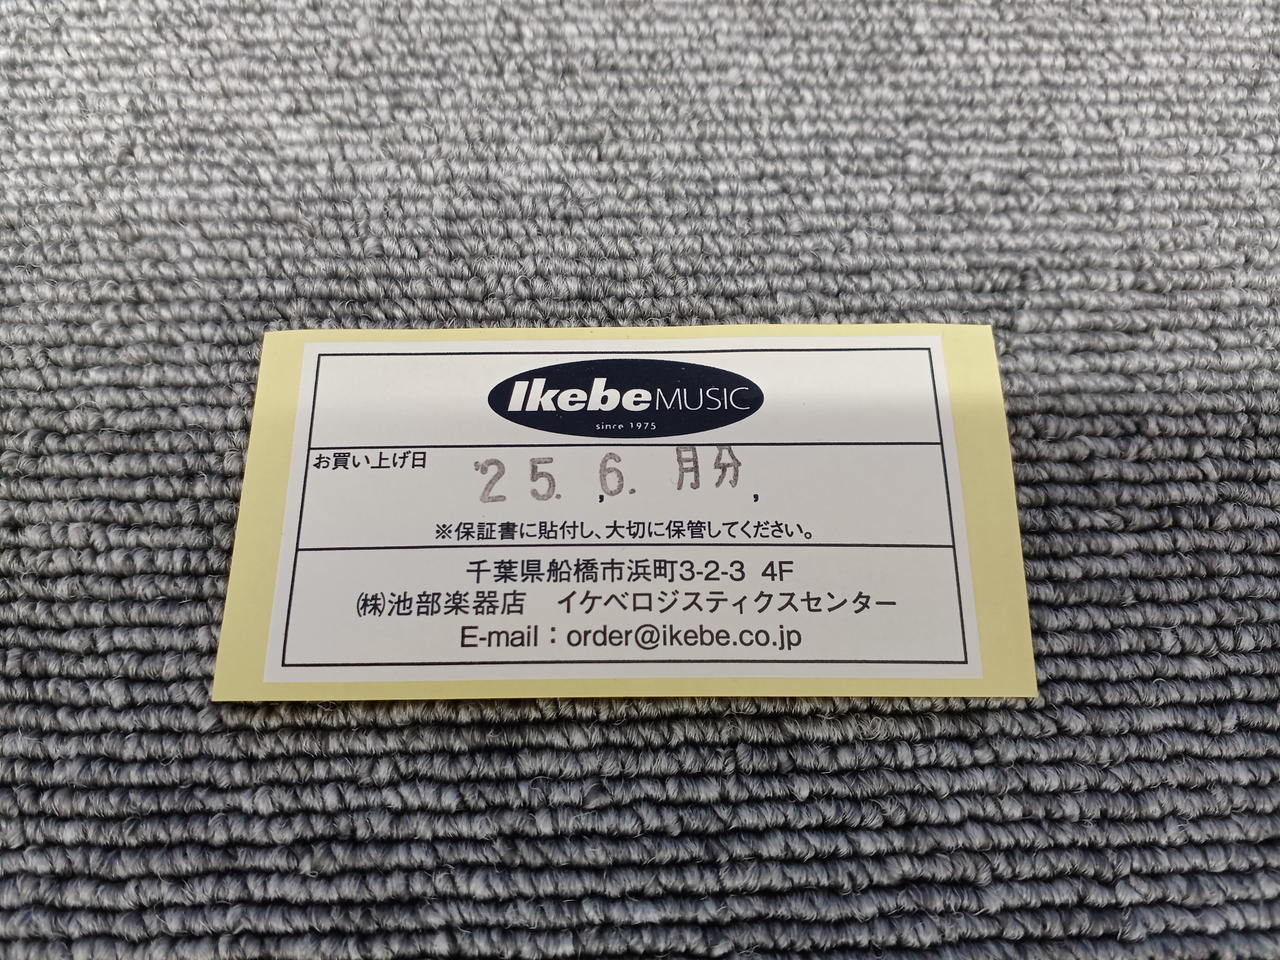 Ikebe MUSIC
since 1975
お買い上げ日 '25. 6. 月分
※保証書に貼付し、大切に保管してください。
千葉県船橋市浜町3-2-3 4F
㈱池部楽器店 イケベロジスティクスセンター
E-mail：order@ikebe.co.jp